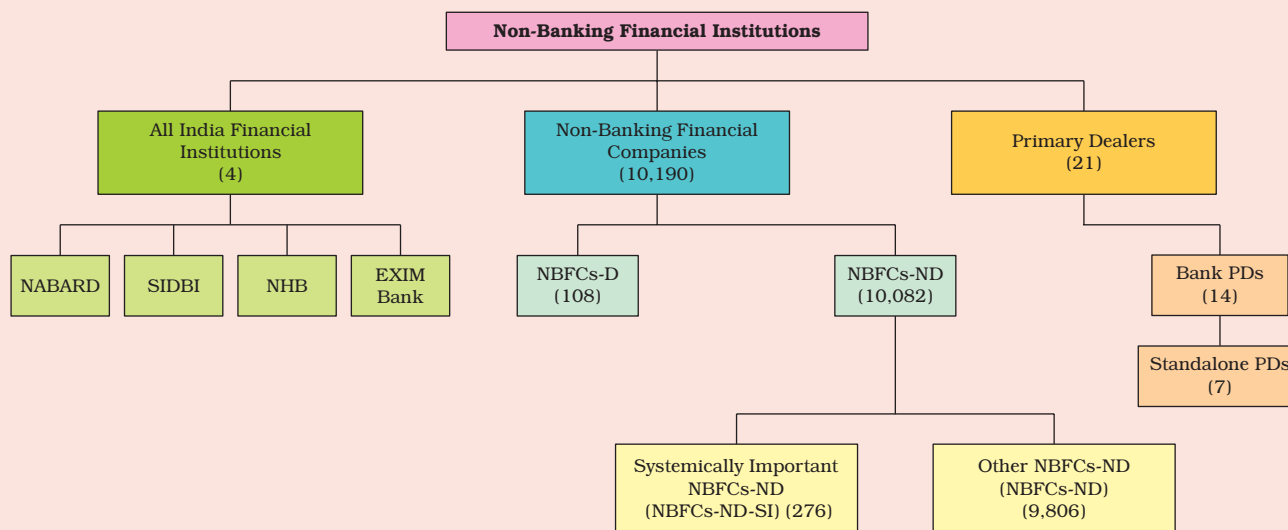 Non-Banking Financial Institutions
All India Financial
Institutions
(4)
Non-Banking Financial
Companies
(10,190)
Primary Dealers
(21)
NABARD
SIDBI
NHB
EXIM
Bank
NBFCs-D
(108)
NBFCs-ND
(10,082)
Bank PDs
(14)
Standalone PDs
(7)
Systemically Important
NBFCs-ND
(NBFCs-ND-SI) (276)
Other NBFCs-ND
(NBFCs-ND)
(9,806)